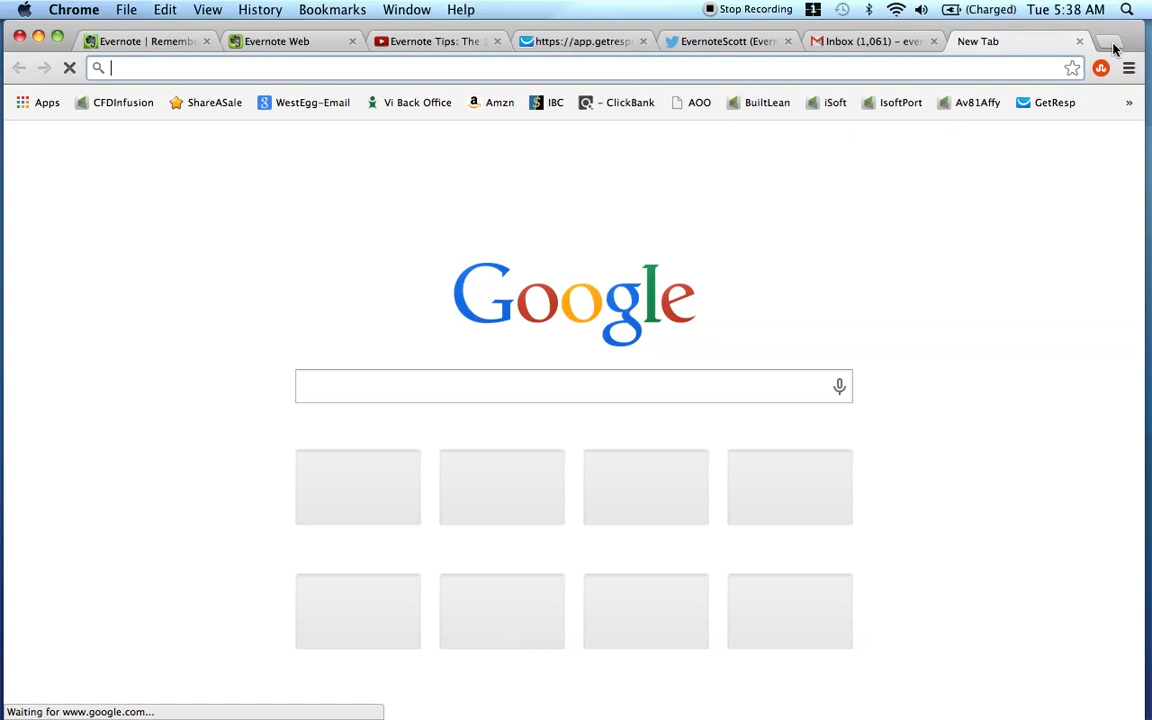 Chrome File Edit View History Bookmarks Window Help Stop Recording 1 (Charged) Tue 5:38 AM
Evernote | Rememb Evernote Web Evernote Tips: The https://app.getresp EvernoteScott (Ever Inbox (1,061) – eve New Tab
Apps CFDInfusion ShareASale WestEgg-Email Vi Back Office Amzn IBC – ClickBank AOO BuiltLean iSoft IsoftPort Av81Affy GetResp »
Google
Waiting for www.google.com...